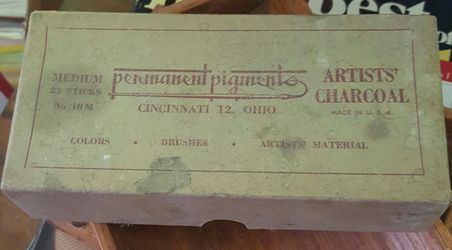 best
MEDIUM
24 STICKS
No 10M
permanent pigments
CINCINNATI 12, OHIO
ARTISTS'
CHARCOAL
MADE IN U. S. A.
COLORS • BRUSHES • ARTISTS' MATERIAL